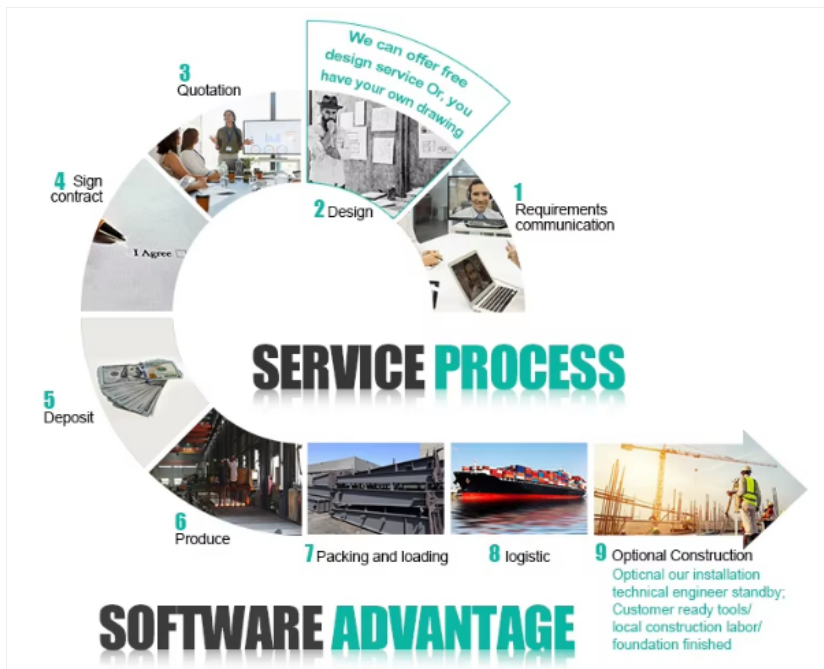 We can offer free
design service Or, you
have your own drawing
1
Requirements
communication
2 Design
3
Quotation
4 Sign
contract
I Agree
SERVICE PROCESS
5
Deposit
6
Produce
7 Packing and loading
8 logistic
9 Optional Construction
Opticnal our installation
technical engineer standby;
Customer ready tools/
local construction labor/
foundation finished
SOFTWARE ADVANTAGE